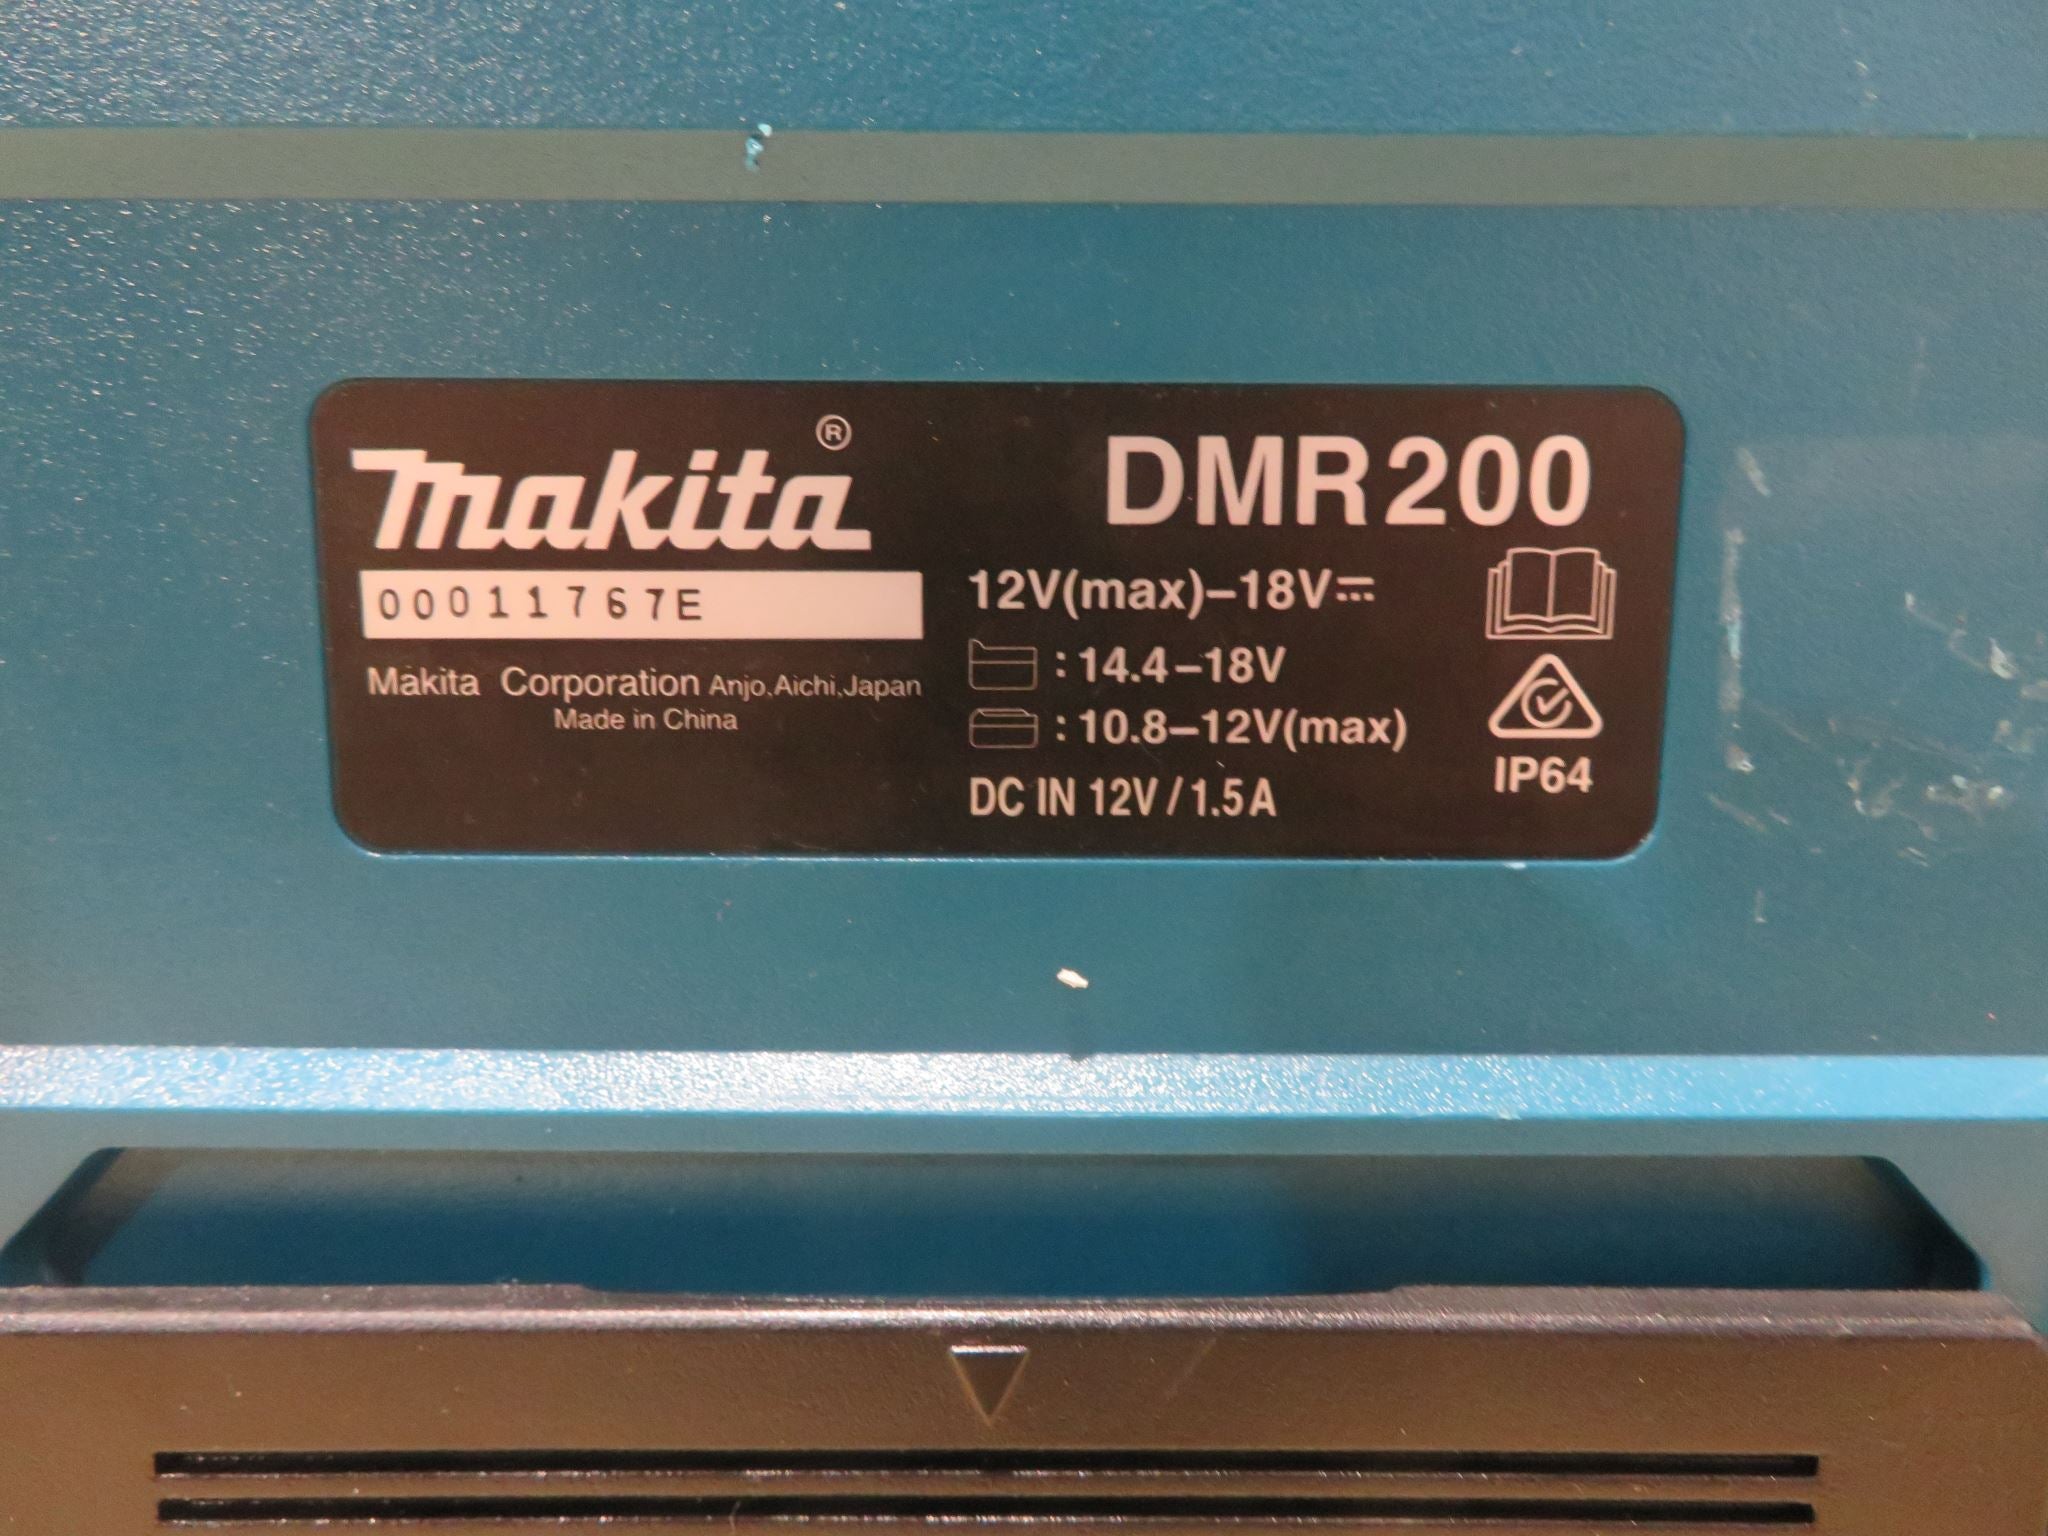 makita®
00011767E
Makita Corporation Anjo,Aichi,Japan
Made in China
DMR200
12V(max)–18V⎓
: 14.4–18V
: 10.8–12V(max)
DC IN 12V / 1.5A
IP64